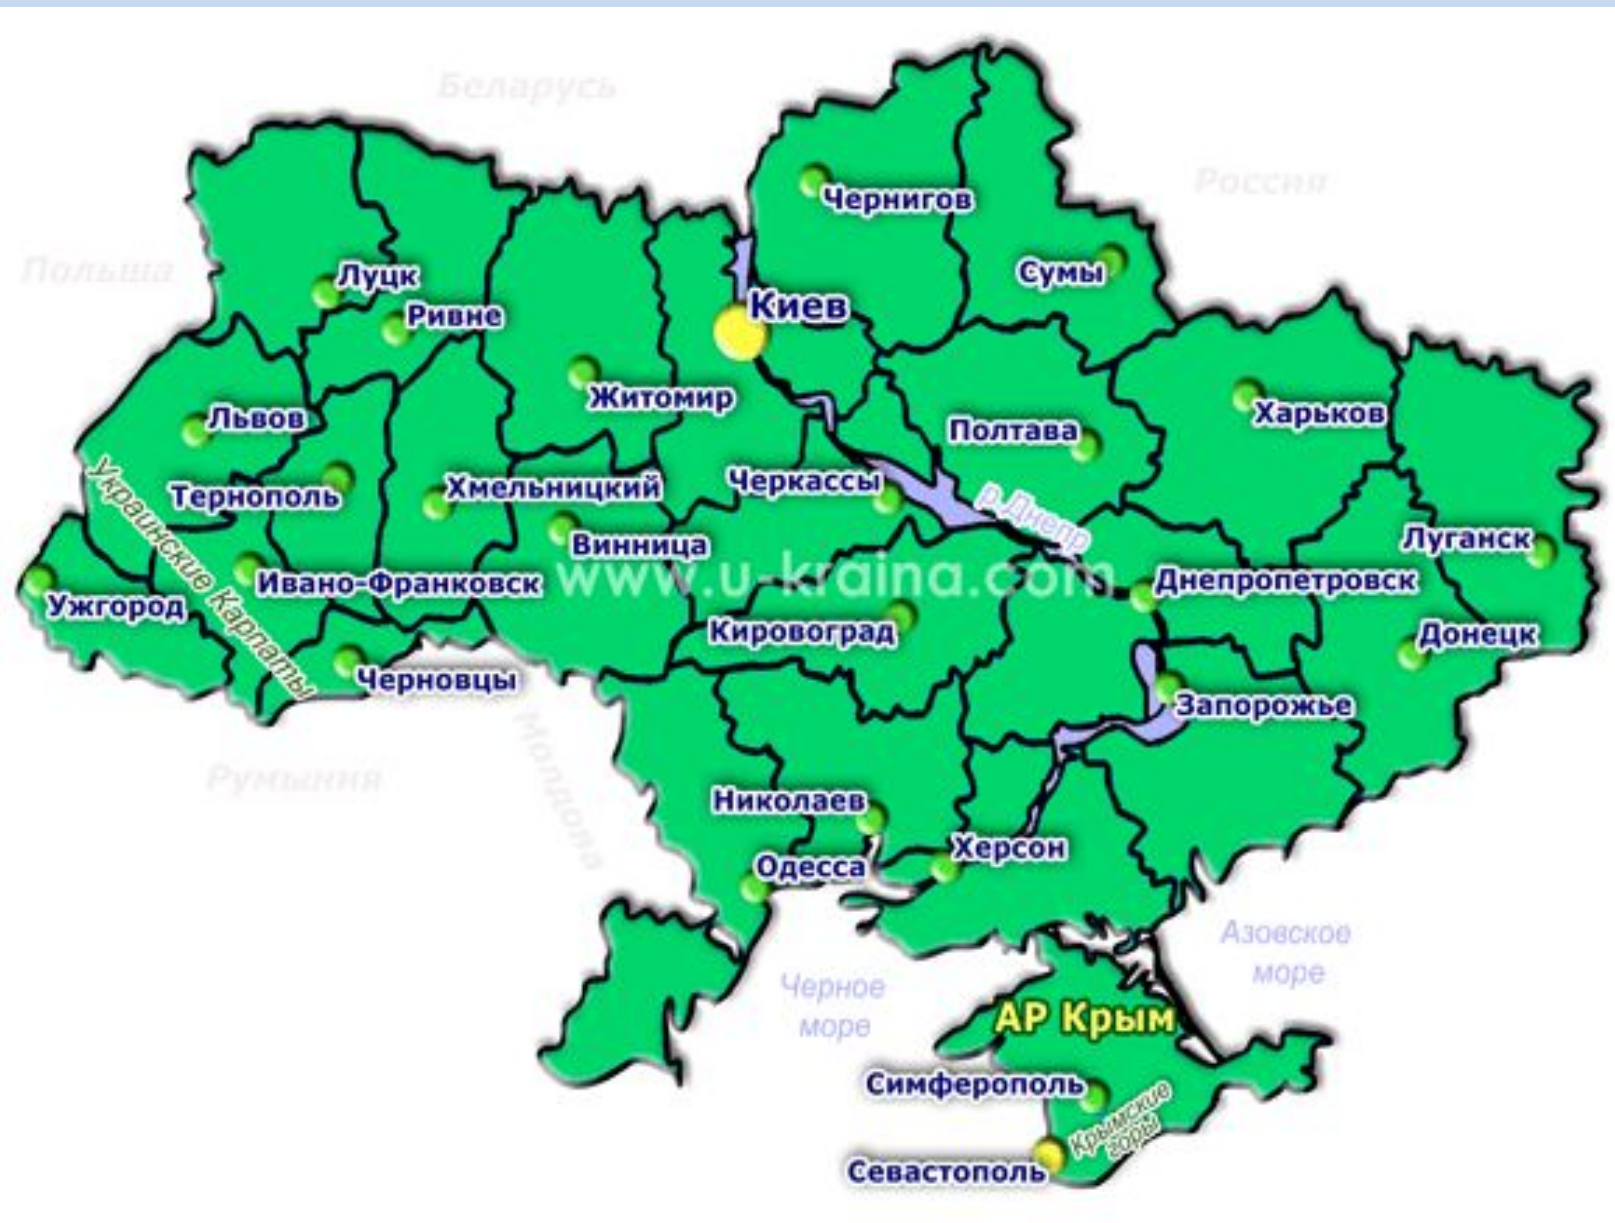 Беларусь
Россия
Чернигов
Польша
Луцк
Сумы
Ривне
Киев
Житомир
Львов
Харьков
Полтава
Тернополь
Хмельницкий
Черкассы
р.Днепр
Украинские Карпаты
Винница
Луганск
www.u-kraina.com
Ивано-Франковск
Днепропетровск
Ужгород
Кировоград
Донецк
Черновцы
Запорожье
Румыния
Молдова
Николаев
Херсон
Одесса
Азовское
море
Черное
море
АР Крым
Симферополь
Крымские
горы
Севастополь